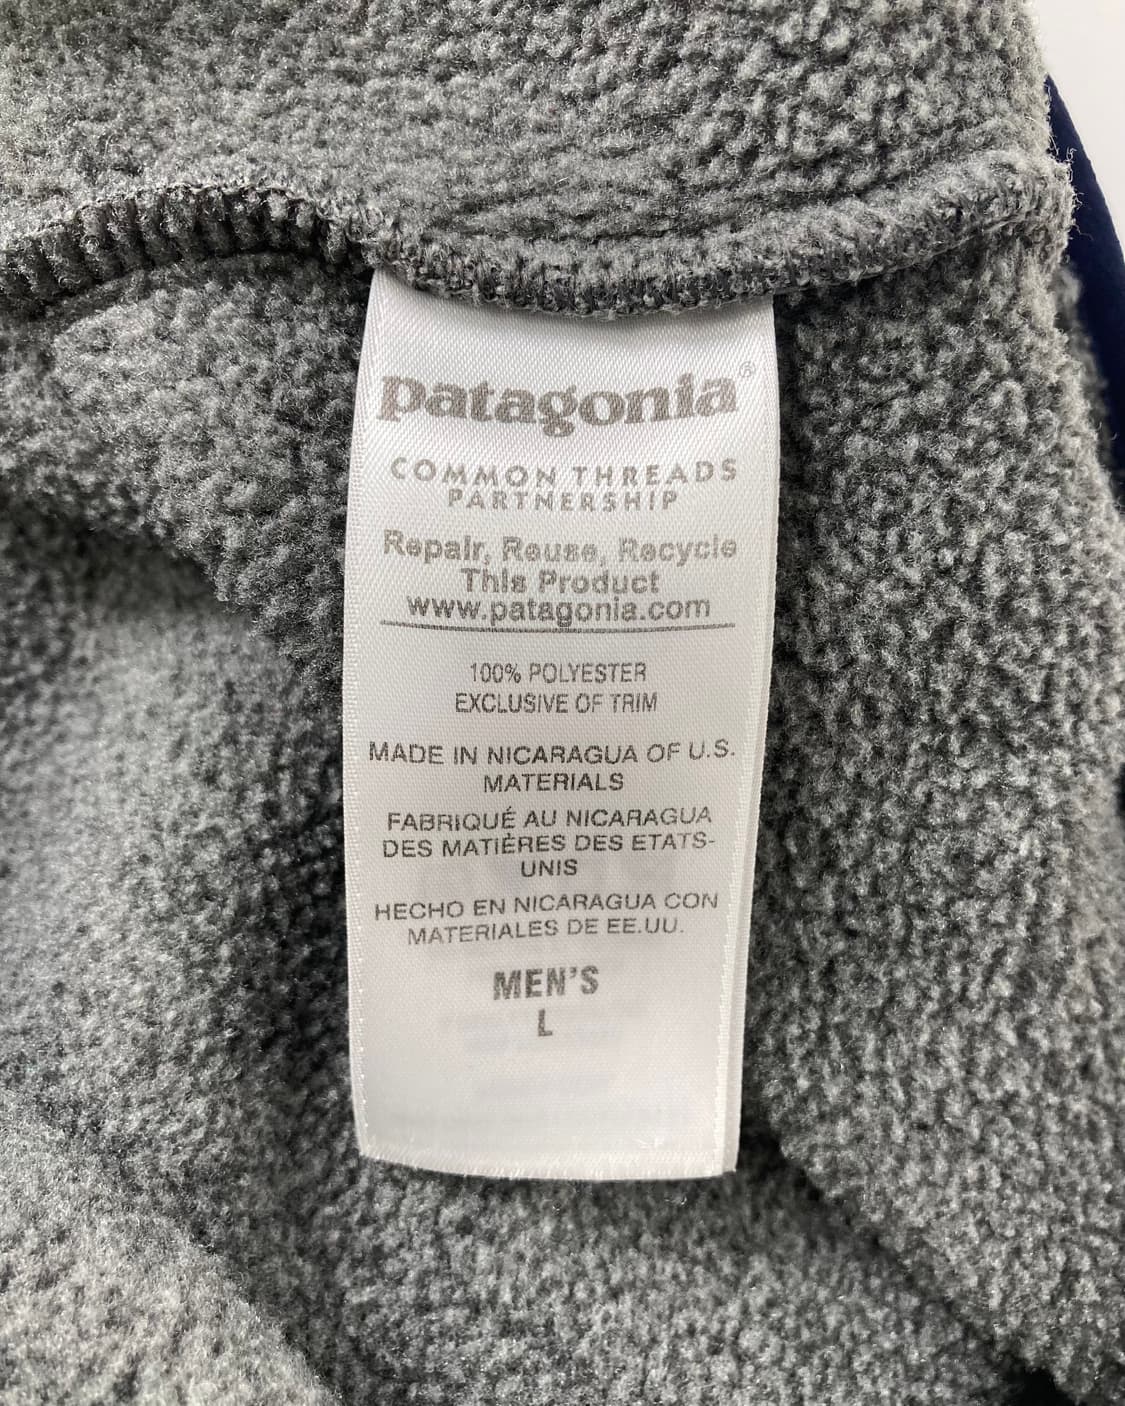 patagonia®
COMMON THREADS
PARTNERSHIP
Repair, Reuse, Recycle
This Product
www.patagonia.com
100% POLYESTER
EXCLUSIVE OF TRIM
MADE IN NICARAGUA OF U.S.
MATERIALS
FABRIQUÉ AU NICARAGUA
DES MATIÈRES DES ETATS-
UNIS
HECHO EN NICARAGUA CON
MATERIALES DE EE.UU.
MEN'S
L